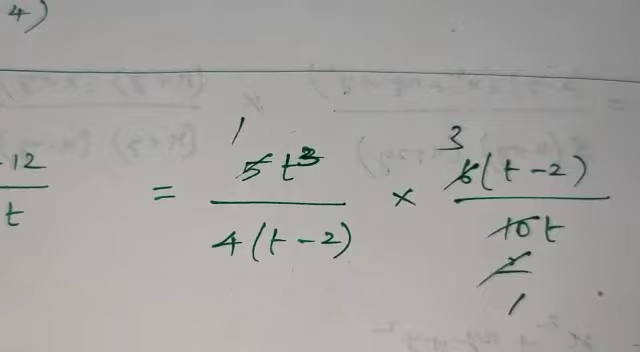 4)
1 3
-12/t = 5t³/4(t-2) × 6(t-2)/10t
2
1